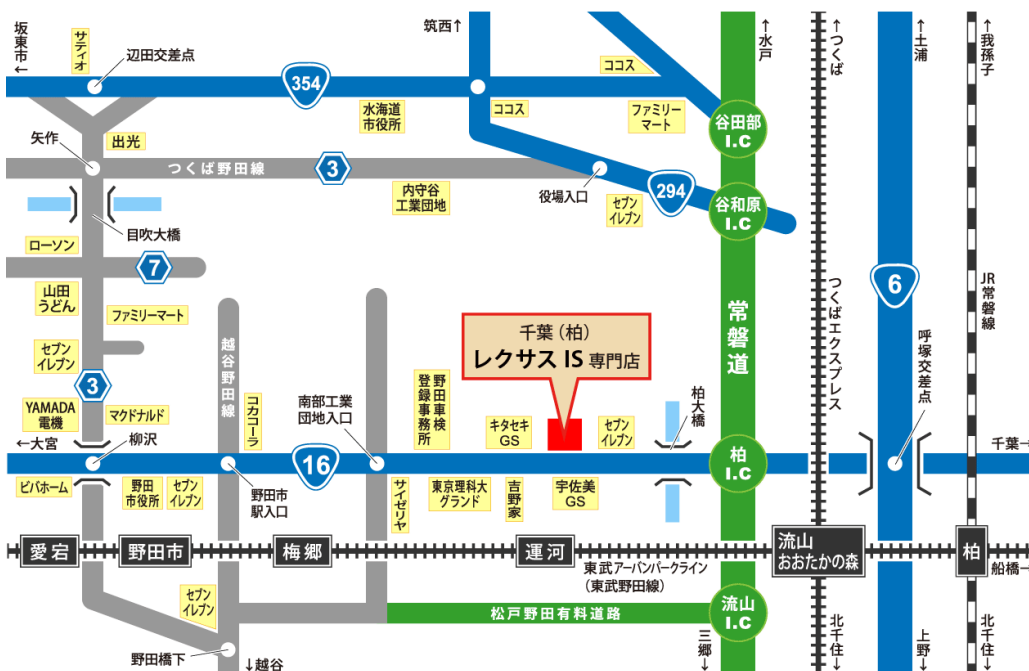 坂東市←
サティオ
辺田交差点
354
水海道
市役所
筑西↑
ココス
ココス
ファミリー
マート
谷田部
I.C
↑水戸
↑つくば
↑土浦
↑我孫子
矢作
出光
つくば野田線
3
内守谷
工業団地
役場入口
セブン
イレブン
294
谷和原
I.C
目吹大橋
ローソン
7
山田
うどん
ファミリーマート
セブン
イレブン
3
YAMADA
電機
マクドナルド
←大宮
柳沢
越谷野田線
コカコーラ
南部工業
団地入口
野田車検
登録事務所
千葉（柏）
レクサス IS 専門店
キタセキ
GS
セブン
イレブン
柏大橋
常磐道
つくばエクスプレス
6
呼塚交差点
JR常磐線
千葉→
16
柏
I.C
ビバホーム
野田
市役所
セブン
イレブン
野田市
駅入口
サイゼリヤ
東京理科大
グランド
吉野家
宇佐美
GS
愛宕
野田市
梅郷
運河
東武アーバンパークライン
（東武野田線）
流山
おおたかの森
柏
船橋→
セブン
イレブン
松戸野田有料道路
流山
I.C
野田橋下
↓越谷
三郷↓
北千住↓
上野↓
北千住↓